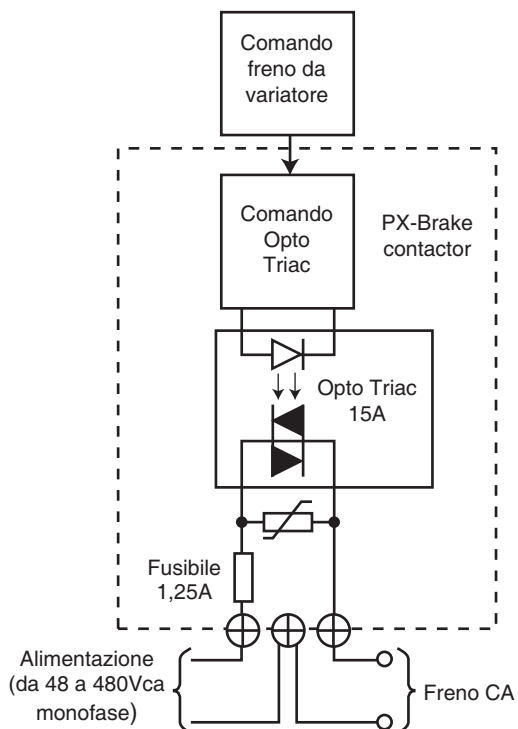 Comando
freno da
variatore
Comando
Opto
Triac
PX-Brake
contactor
Opto Triac
15A
Fusibile
1,25A
Alimentazione
(da 48 a 480Vca
monofase)
Freno CA